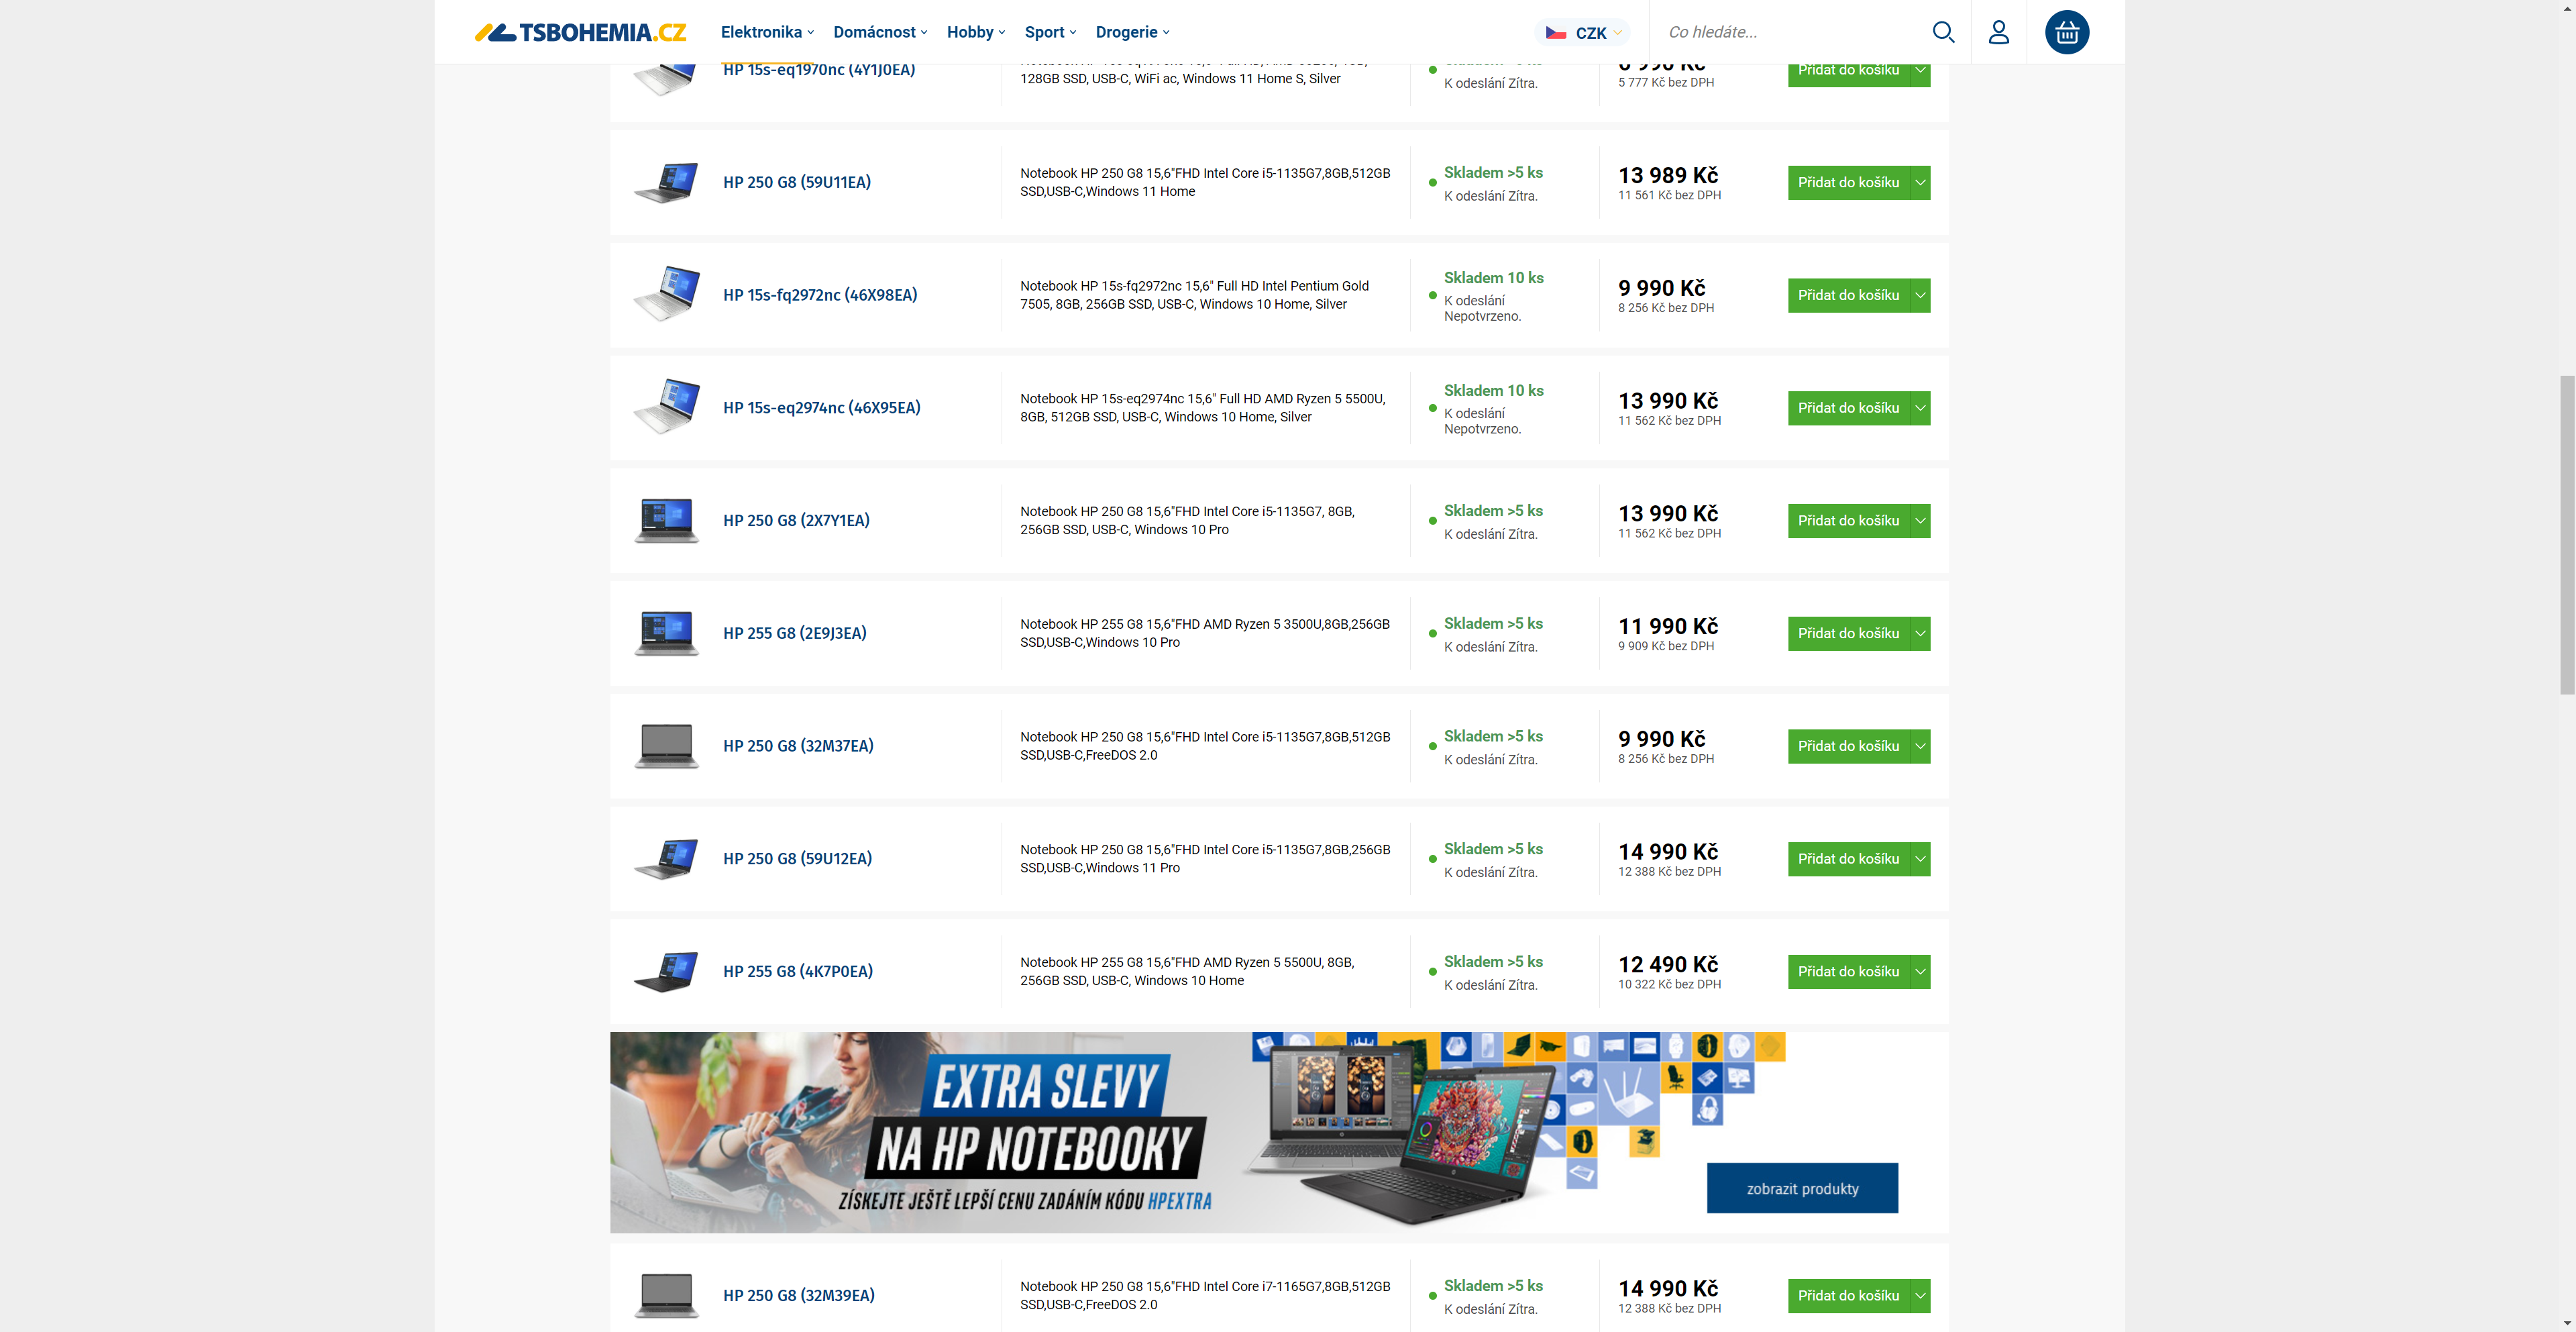 TSBOHEMIA.CZ
Elektronika
Domácnost
Hobby
Sport
Drogerie
CZK
Co hledáte...
HP 15s-eq1970nc (4Y1J0EA)
128GB SSD, USB-C, WiFi ac, Windows 11 Home S, Silver
K odeslání Zítra.
5 777 Kč bez DPH
Přidat do košíku
HP 250 G8 (59U11EA)
Notebook HP 250 G8 15,6"FHD Intel Core i5-1135G7,8GB,512GB
SSD,USB-C,Windows 11 Home
Skladem >5 ks
K odeslání Zítra.
13 989 Kč
11 561 Kč bez DPH
Přidat do košíku
HP 15s-fq2972nc (46X98EA)
Notebook HP 15s-fq2972nc 15,6" Full HD Intel Pentium Gold
7505, 8GB, 256GB SSD, USB-C, Windows 10 Home, Silver
Skladem 10 ks
K odeslání
Nepotvrzeno.
9 990 Kč
8 256 Kč bez DPH
Přidat do košíku
HP 15s-eq2974nc (46X95EA)
Notebook HP 15s-eq2974nc 15,6" Full HD AMD Ryzen 5 5500U,
8GB, 512GB SSD, USB-C, Windows 10 Home, Silver
Skladem 10 ks
K odeslání
Nepotvrzeno.
13 990 Kč
11 562 Kč bez DPH
Přidat do košíku
HP 250 G8 (2X7Y1EA)
Notebook HP 250 G8 15,6"FHD Intel Core i5-1135G7, 8GB,
256GB SSD, USB-C, Windows 10 Pro
Skladem >5 ks
K odeslání Zítra.
13 990 Kč
11 562 Kč bez DPH
Přidat do košíku
HP 255 G8 (2E9J3EA)
Notebook HP 255 G8 15,6"FHD AMD Ryzen 5 3500U,8GB,256GB
SSD,USB-C,Windows 10 Pro
Skladem >5 ks
K odeslání Zítra.
11 990 Kč
9 909 Kč bez DPH
Přidat do košíku
HP 250 G8 (32M37EA)
Notebook HP 250 G8 15,6"FHD Intel Core i5-1135G7,8GB,512GB
SSD,USB-C,FreeDOS 2.0
Skladem >5 ks
K odeslání Zítra.
9 990 Kč
8 256 Kč bez DPH
Přidat do košíku
HP 250 G8 (59U12EA)
Notebook HP 250 G8 15,6"FHD Intel Core i5-1135G7,8GB,256GB
SSD,USB-C,Windows 11 Pro
Skladem >5 ks
K odeslání Zítra.
14 990 Kč
12 388 Kč bez DPH
Přidat do košíku
HP 255 G8 (4K7P0EA)
Notebook HP 255 G8 15,6"FHD AMD Ryzen 5 5500U, 8GB,
256GB SSD, USB-C, Windows 10 Home
Skladem >5 ks
K odeslání Zítra.
12 490 Kč
10 322 Kč bez DPH
Přidat do košíku
EXTRA SLEVY
NA HP NOTEBOOKY
ZÍSKEJTE JEŠTĚ LEPŠÍ CENU ZADÁNÍM KÓDU HPEXTRA
zobrazit produkty
HP 250 G8 (32M39EA)
Notebook HP 250 G8 15,6"FHD Intel Core i7-1165G7,8GB,512GB
SSD,USB-C,FreeDOS 2.0
Skladem >5 ks
K odeslání Zítra.
14 990 Kč
12 388 Kč bez DPH
Přidat do košíku